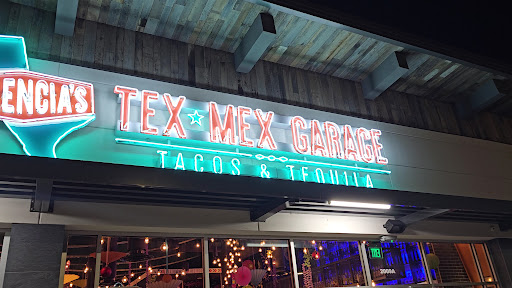 ENCIA'S
TEX★MEX GARAGE
TACOS & TEQUILA